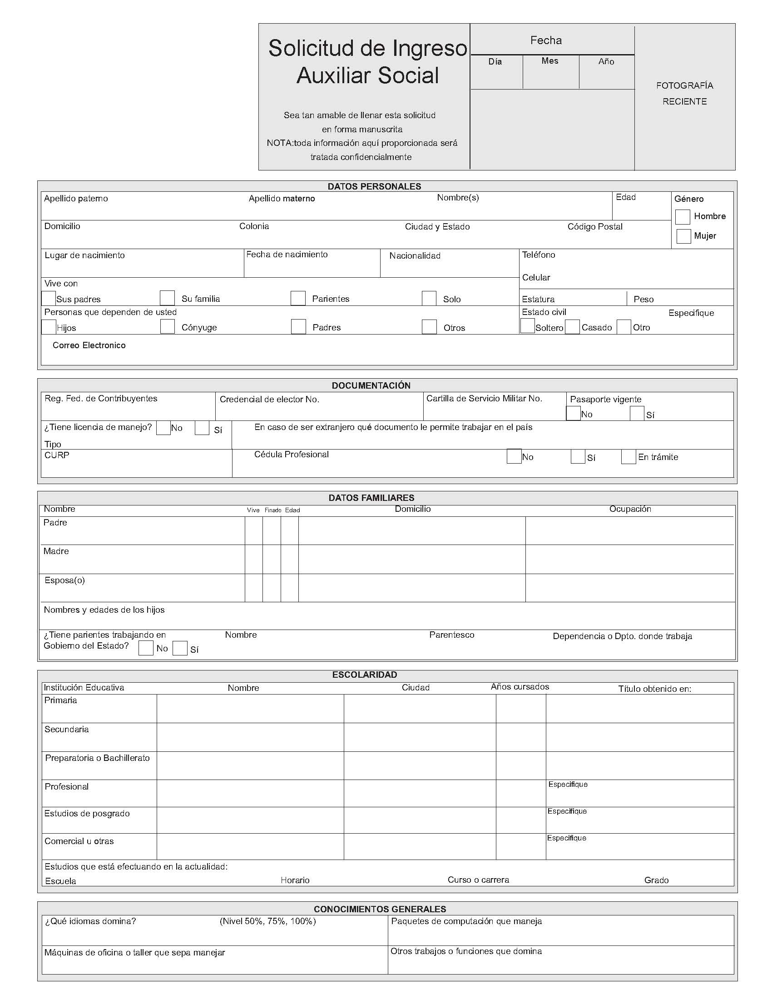 Solicitud de Ingreso
Auxiliar Social
Sea tan amable de llenar esta solicitud
en forma manuscrita
NOTA:toda información aquí proporcionada será
tratada confidencialmente
Fecha
Día Mes Año
FOTOGRAFÍA
RECIENTE
DATOS PERSONALES
Apellido paterno Apellido materno Nombre(s) Edad Género
Hombre
Domicilio Colonia Ciudad y Estado Código Postal
Mujer
Lugar de nacimiento Fecha de nacimiento Nacionalidad Teléfono
Celular
Vive con
Sus padres Su familia Parientes Solo Estatura Peso
Personas que dependen de usted Estado civil Especifique
Hijos Cónyuge Padres Otros Soltero Casado Otro
Correo Electronico
DOCUMENTACIÓN
Reg. Fed. de Contribuyentes Credencial de elector No. Cartilla de Servicio Militar No. Pasaporte vigente
No Sí
¿Tiene licencia de manejo? No Sí En caso de ser extranjero qué documento le permite trabajar en el país
Tipo
CURP Cédula Profesional No Sí En trámite
DATOS FAMILIARES
Nombre Vive Finado Edad Domicilio Ocupación
Padre
Madre
Esposa(o)
Nombres y edades de los hijos
¿Tiene parientes trabajando en Nombre Parentesco Dependencia o Dpto. donde trabaja
Gobierno del Estado? No Sí
ESCOLARIDAD
Institución Educativa Nombre Ciudad Años cursados Título obtenido en:
Primaria
Secundaria
Preparatoria o Bachillerato
Profesional Especifique
Estudios de posgrado Especifique
Comercial u otras Especifique
Estudios que está efectuando en la actualidad:
Escuela Horario Curso o carrera Grado
CONOCIMIENTOS GENERALES
¿Qué idiomas domina? (Nivel 50%, 75%, 100%) Paquetes de computación que maneja
Máquinas de oficina o taller que sepa manejar Otros trabajos o funciones que domina